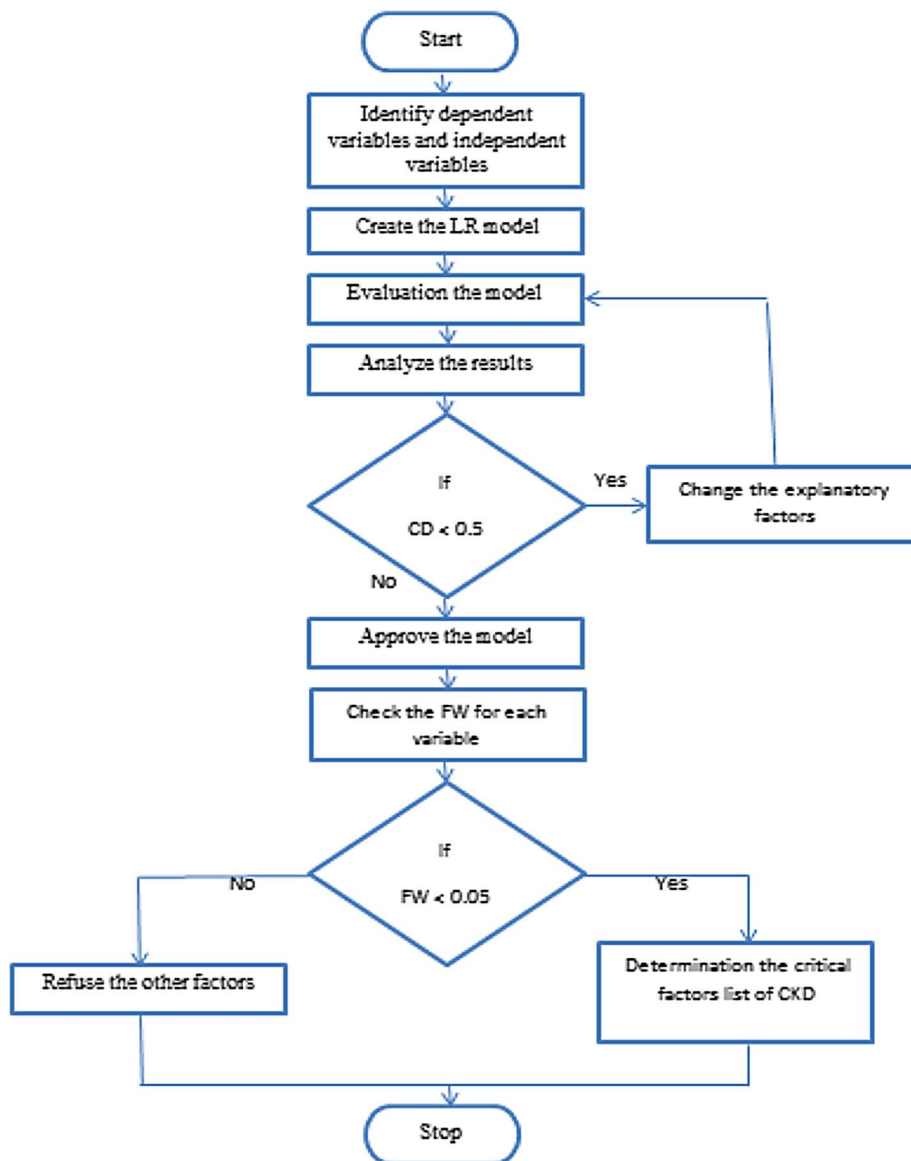 Start
Identify dependent
variables and independent
variables
Create the LR model
Evaluation the model
Analyze the results
If
CD < 0.5
Yes
Change the explanatory
factors
No
Approve the model
Check the FW for each
variable
If
FW < 0.05
No
Yes
Refuse the other factors
Determination the critical
factors list of CKD
Stop